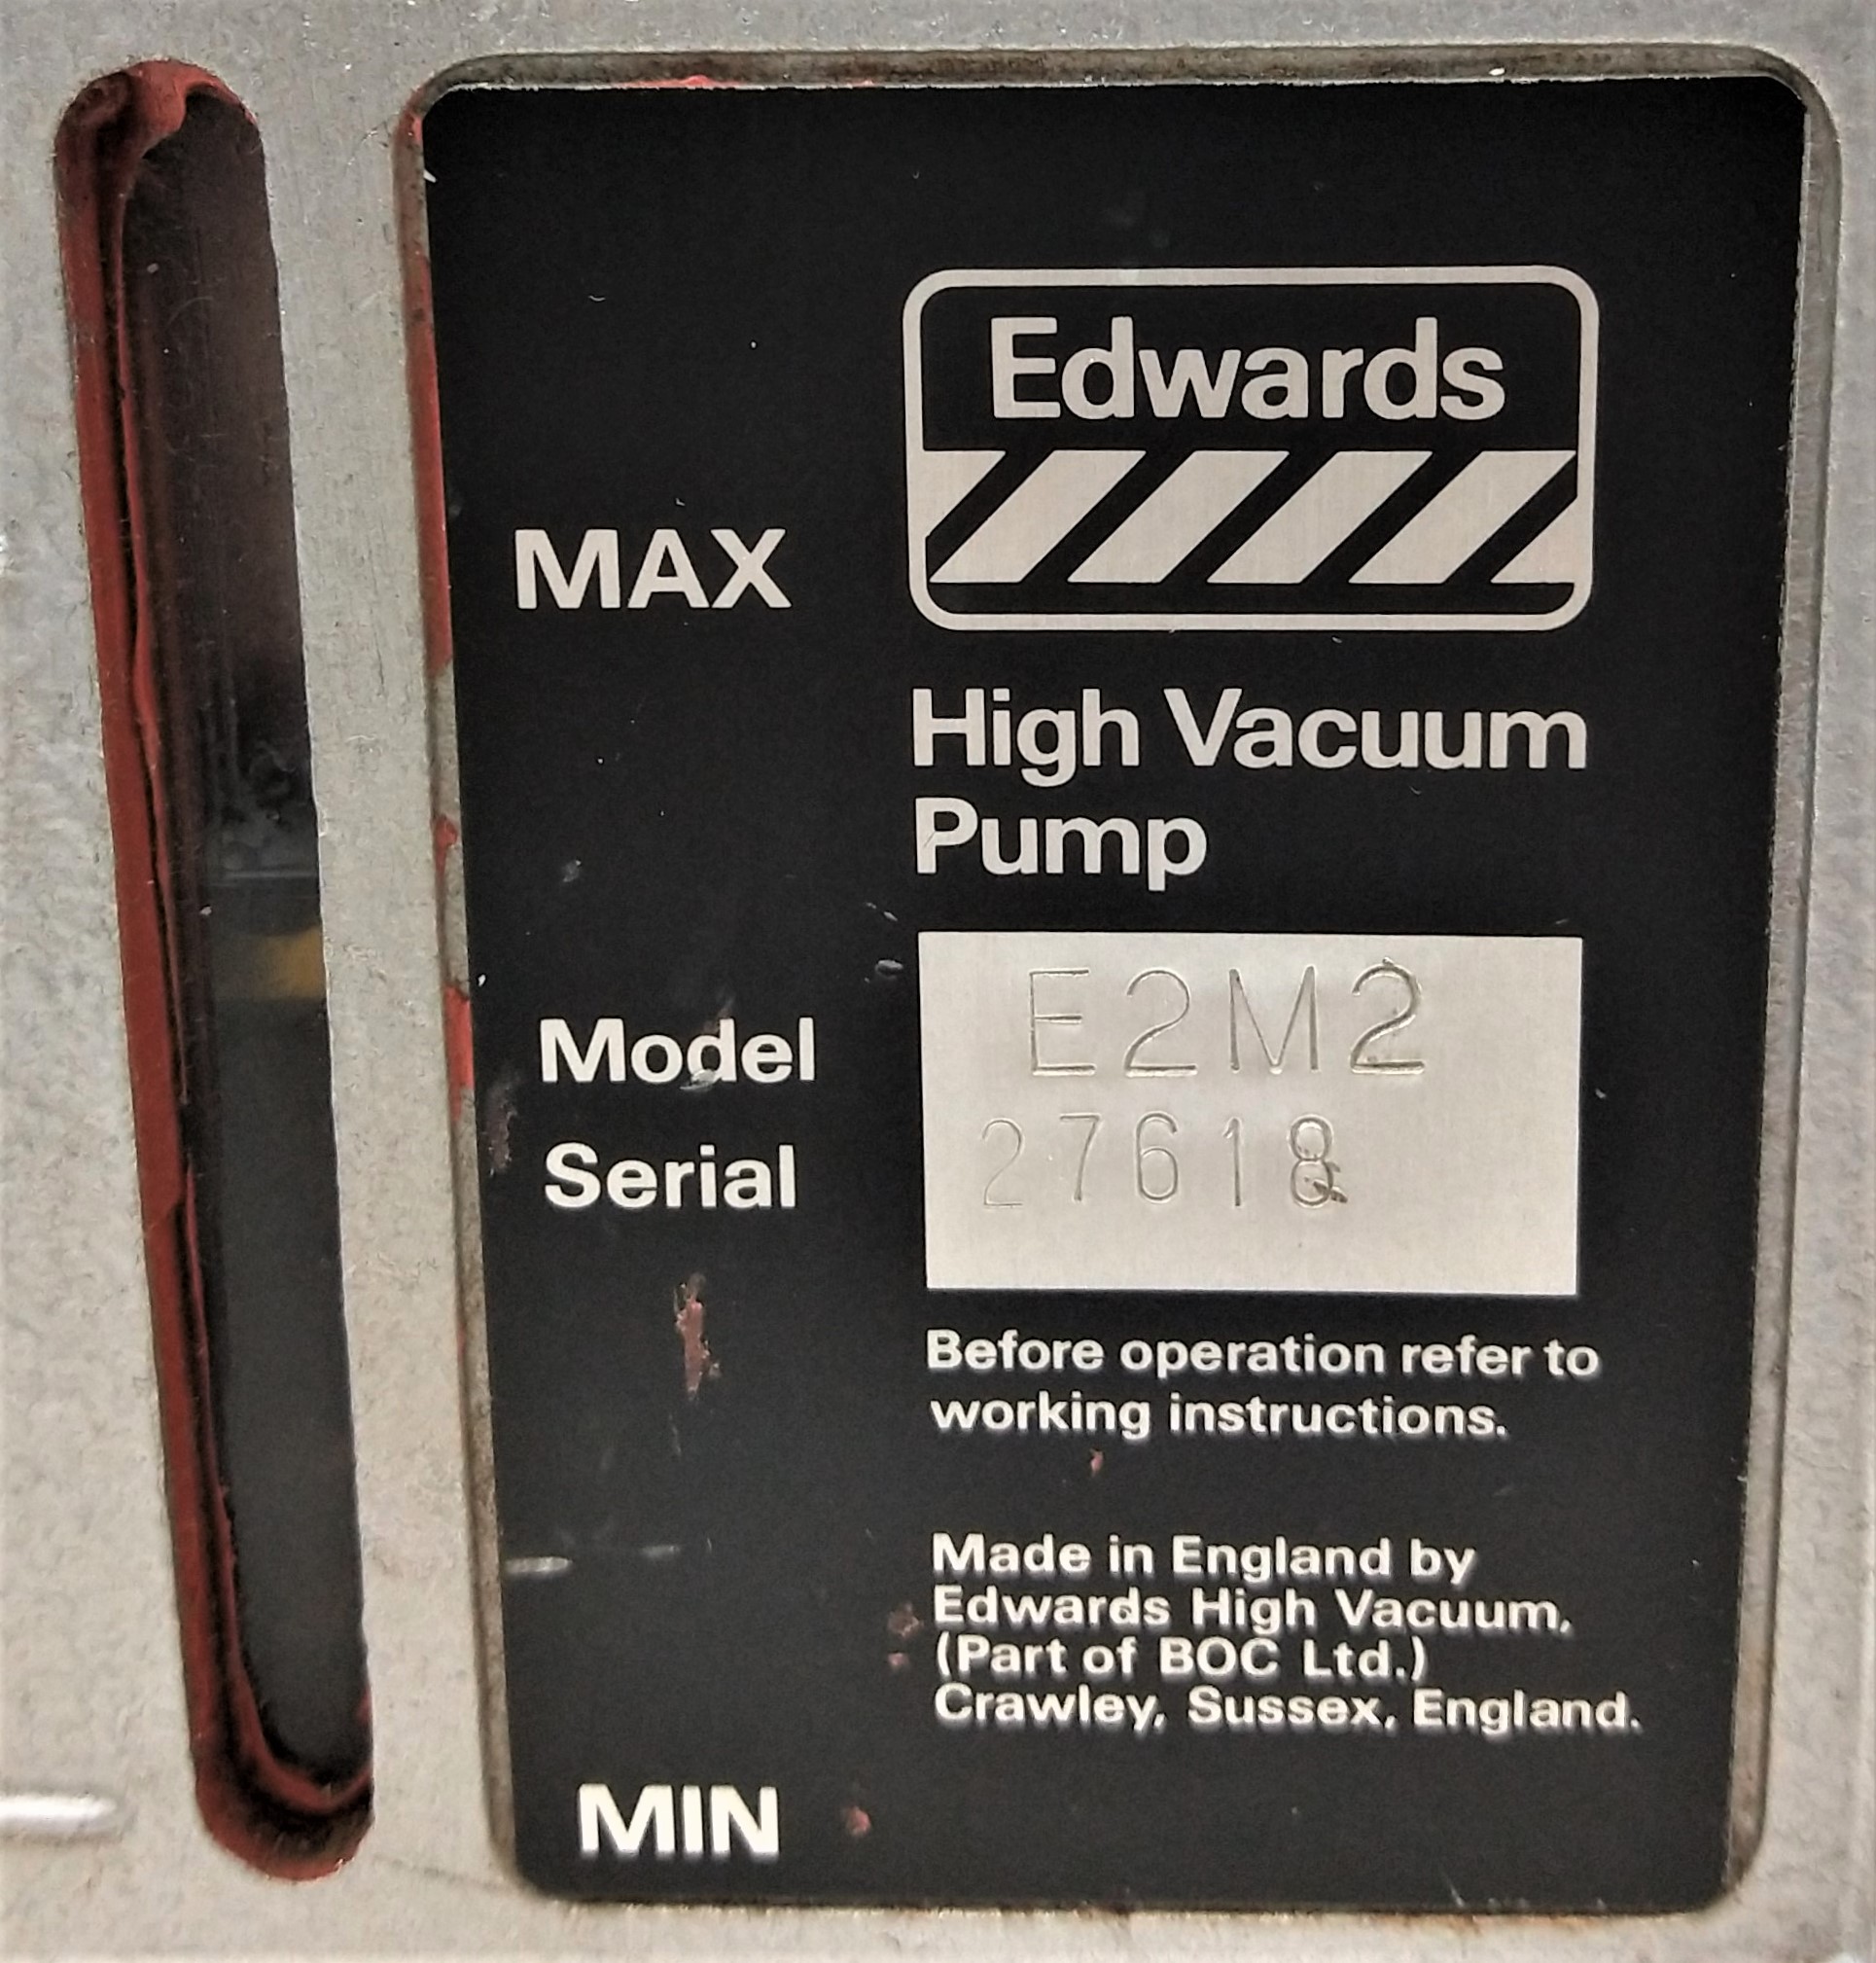 Edwards
MAX
High Vacuum
Pump
Model E2M2
Serial 27618
Before operation refer to
working instructions.
Made in England by
Edwards High Vacuum,
(Part of BOC Ltd.)
Crawley, Sussex, England.
MIN